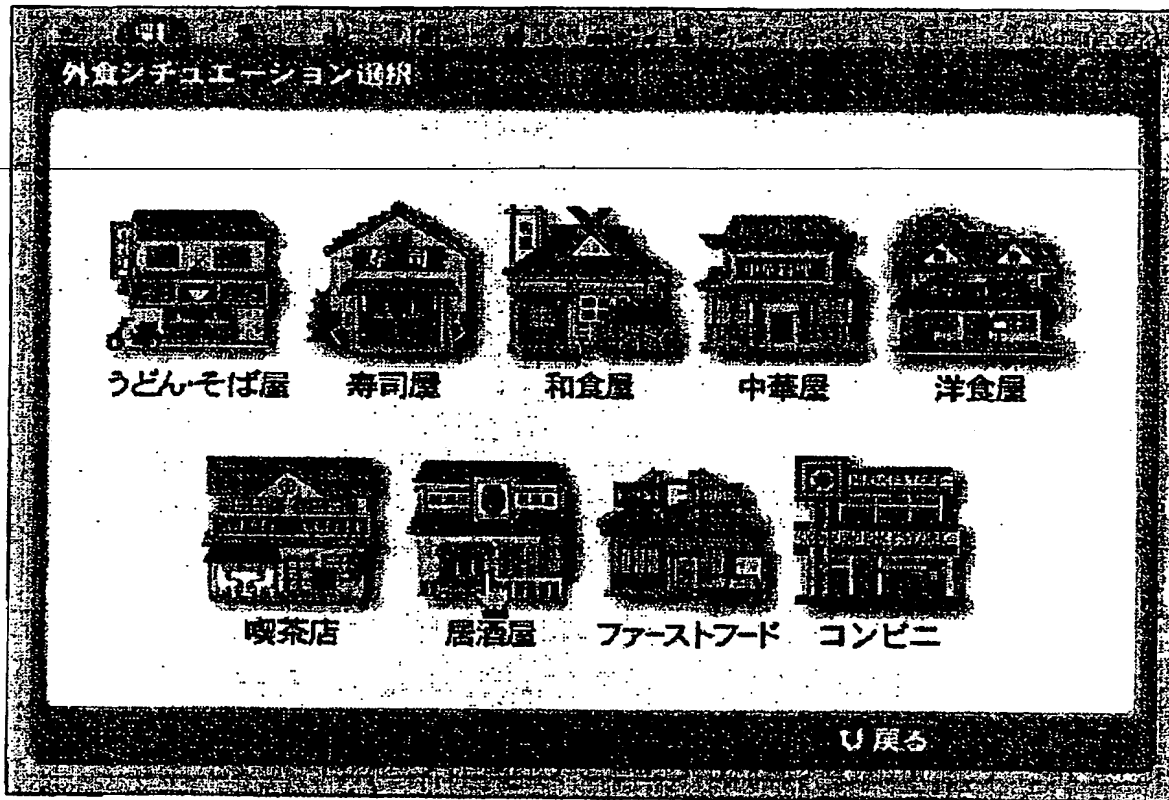 外食シチュエーション選択
寿司
うどん・そば屋
寿司屋
和食屋
中華屋
洋食屋
喫茶店
居酒屋
ファーストフード
コンビニ
戻る